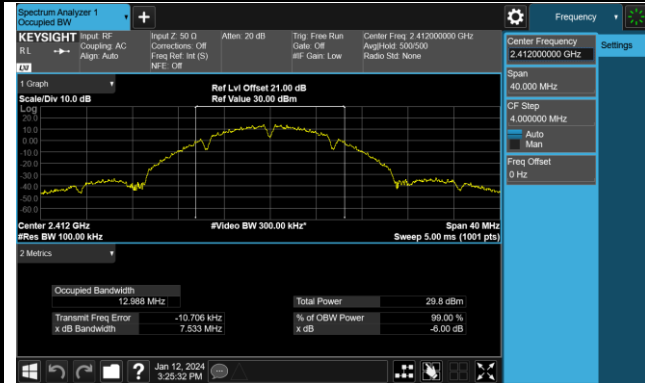 Spectrum Analyzer 1
Occupied BW
Frequency
KEYSIGHT
Input: RF
Coupling: AC
Align: Auto
Input Z: 50 Ω
Corrections: Off
Freq Ref: Int (S)
NFE: Off
Atten: 20 dB
Trig: Free Run
Gate: Off
#IF Gain: Low
Center Freq: 2.412000000 GHz
Avg|Hold: 500/500
Radio Std: None
R L
LXI
Center Frequency
2.412000000 GHz
Settings
Span
40.000 MHz
CF Step
4.000000 MHz
Auto
Man
Freq Offset
0 Hz
1 Graph
Scale/Div 10.0 dB
Ref Lvl Offset 21.00 dB
Ref Value 30.00 dBm
Log
20.0
10.0
0.00
-10.0
-20.0
-30.0
-40.0
-50.0
-60.0
Center 2.412 GHz
#Res BW 100.00 kHz
#Video BW 300.00 kHz*
Span 40 MHz
Sweep 5.00 ms (1001 pts)
2 Metrics
Occupied Bandwidth
12.988 MHz
Total Power 29.8 dBm
Transmit Freq Error -10.706 kHz
% of OBW Power 99.00 %
x dB Bandwidth 7.533 MHz
x dB -6.00 dB
Jan 12, 2024
3:25:32 PM